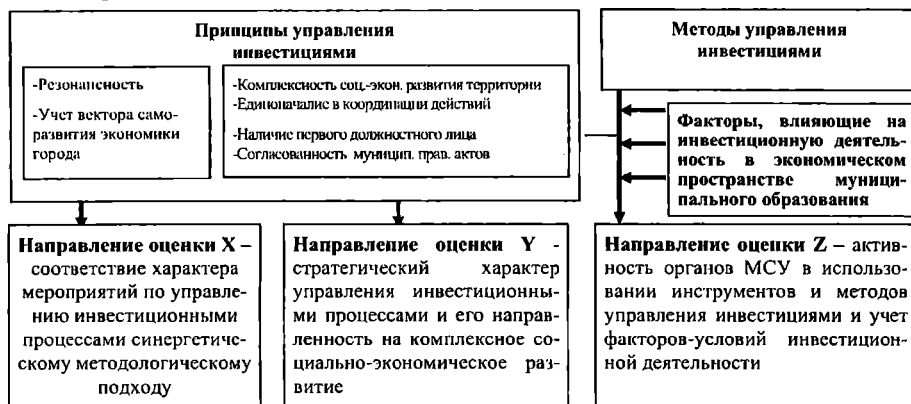 Принципы управления
инвестициями
-Резонансность
-Учет вектора само-
развития экономики
города
-Комплексность соц.-экон. развития территории
-Единоначалие в координации действий
-Наличие первого должностного лица
-Согласованность муницип. прав. актов
Методы управления
инвестициями
Факторы, влияющие на
инвестиционную деятель-
ность в экономическом
пространстве муници-
пального образования
Направление оценки X –
соответствие характера
мероприятий по управле-
нию инвестиционными
процессами синергетиче-
скому методологическому
подходу
Направление оценки Y -
стратегический характер
управления инвестиционны-
ми процессами и его направ-
ленность на комплексное со-
циально-экономическое раз-
витие
Направление оценки Z – актив-
ность органов МСУ в использо-
вании инструментов и методов
управления инвестициями и учет
факторов-условий инвестицион-
ной деятельности